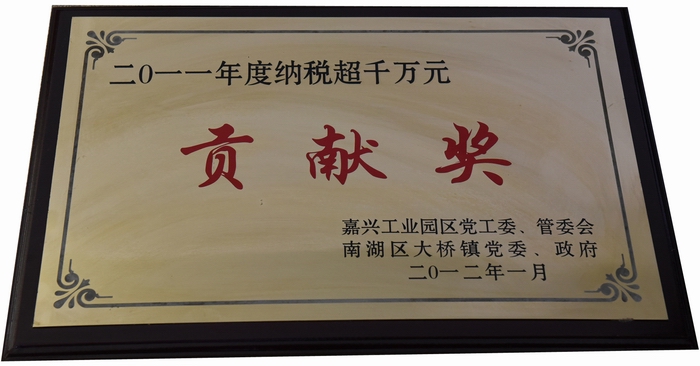 二0一一年度纳税超千万元
贡献奖
嘉兴工业园区党工委、管委会
南湖区大桥镇党委、政府
二0一二年一月